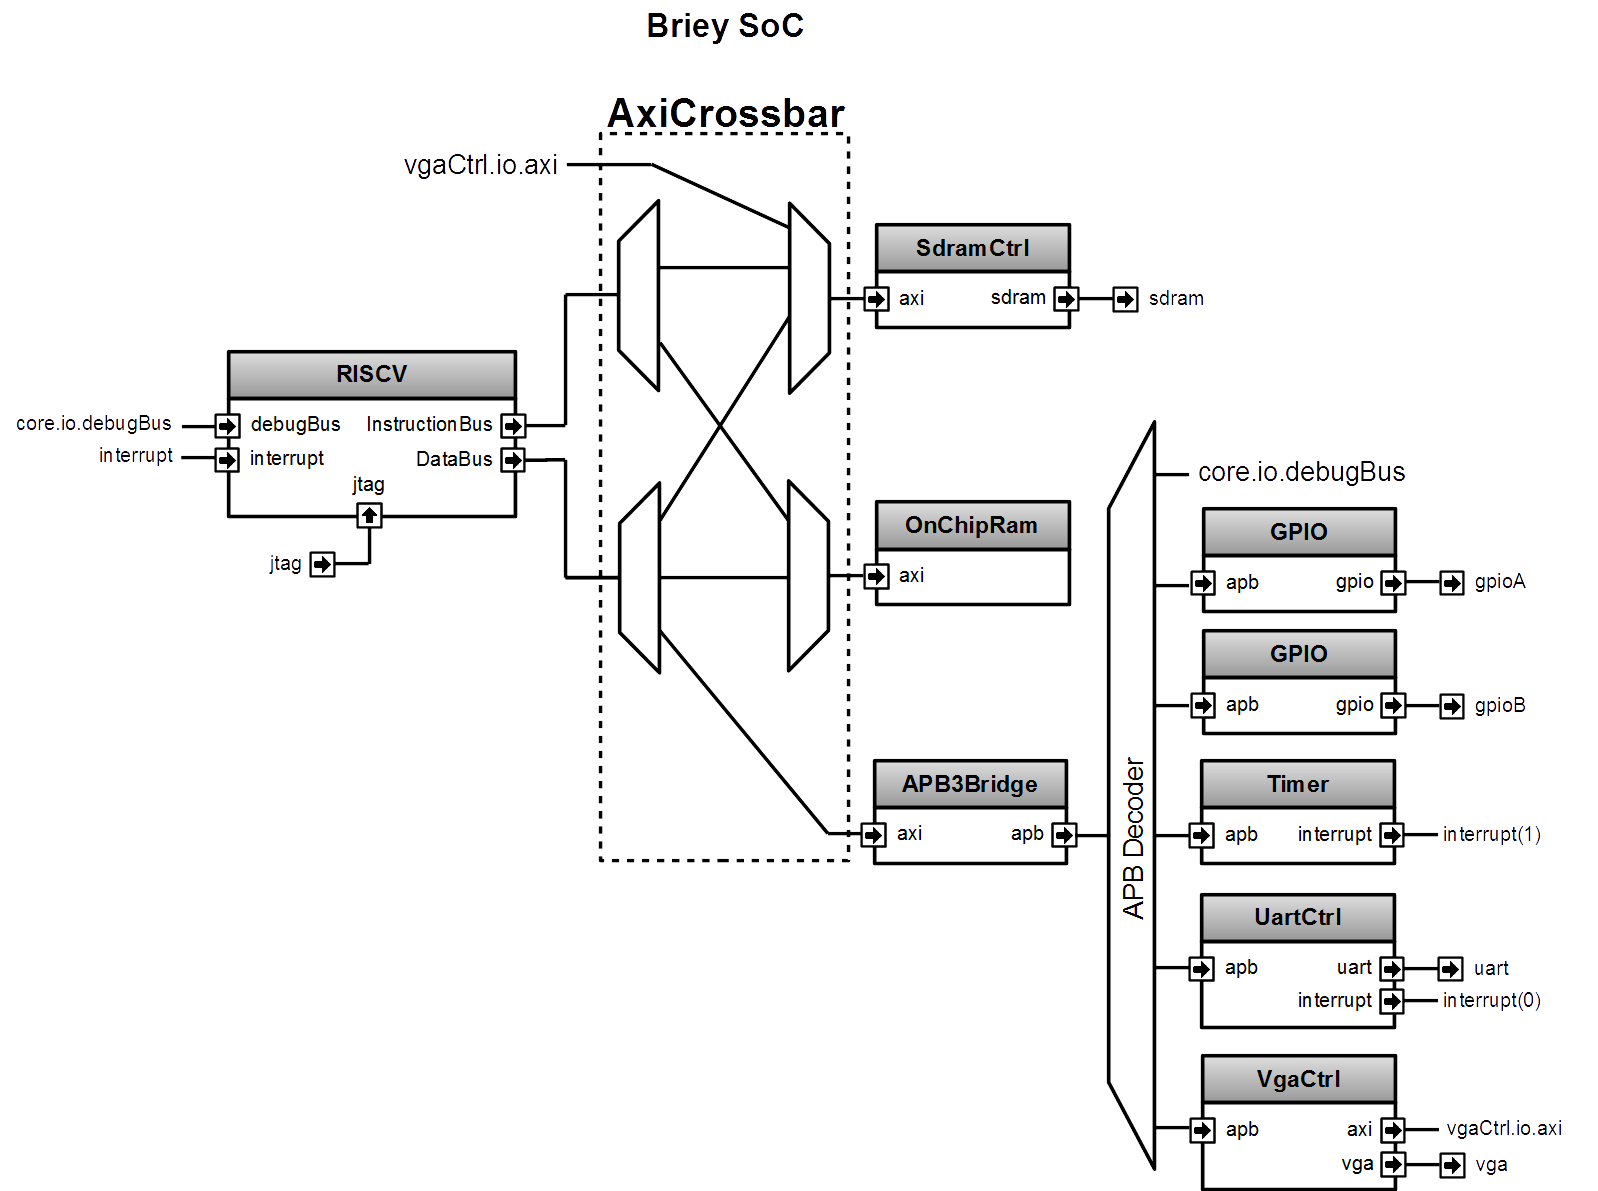 Briey SoC
AxiCrossbar
vgaCtrl.io.axi
SdramCtrl
axi
sdram
sdram
RISCV
core.io.debugBus
debugBus
InstructionBus
interrupt
interrupt
DataBus
jtag
jtag
OnChipRam
axi
APB3Bridge
axi
apb
APB Decoder
core.io.debugBus
GPIO
apb
gpio
gpioA
GPIO
apb
gpio
gpioB
Timer
apb
interrupt
interrupt(1)
UartCtrl
apb
uart
uart
interrupt
interrupt(0)
VgaCtrl
apb
axi
vgaCtrl.io.axi
vga
vga